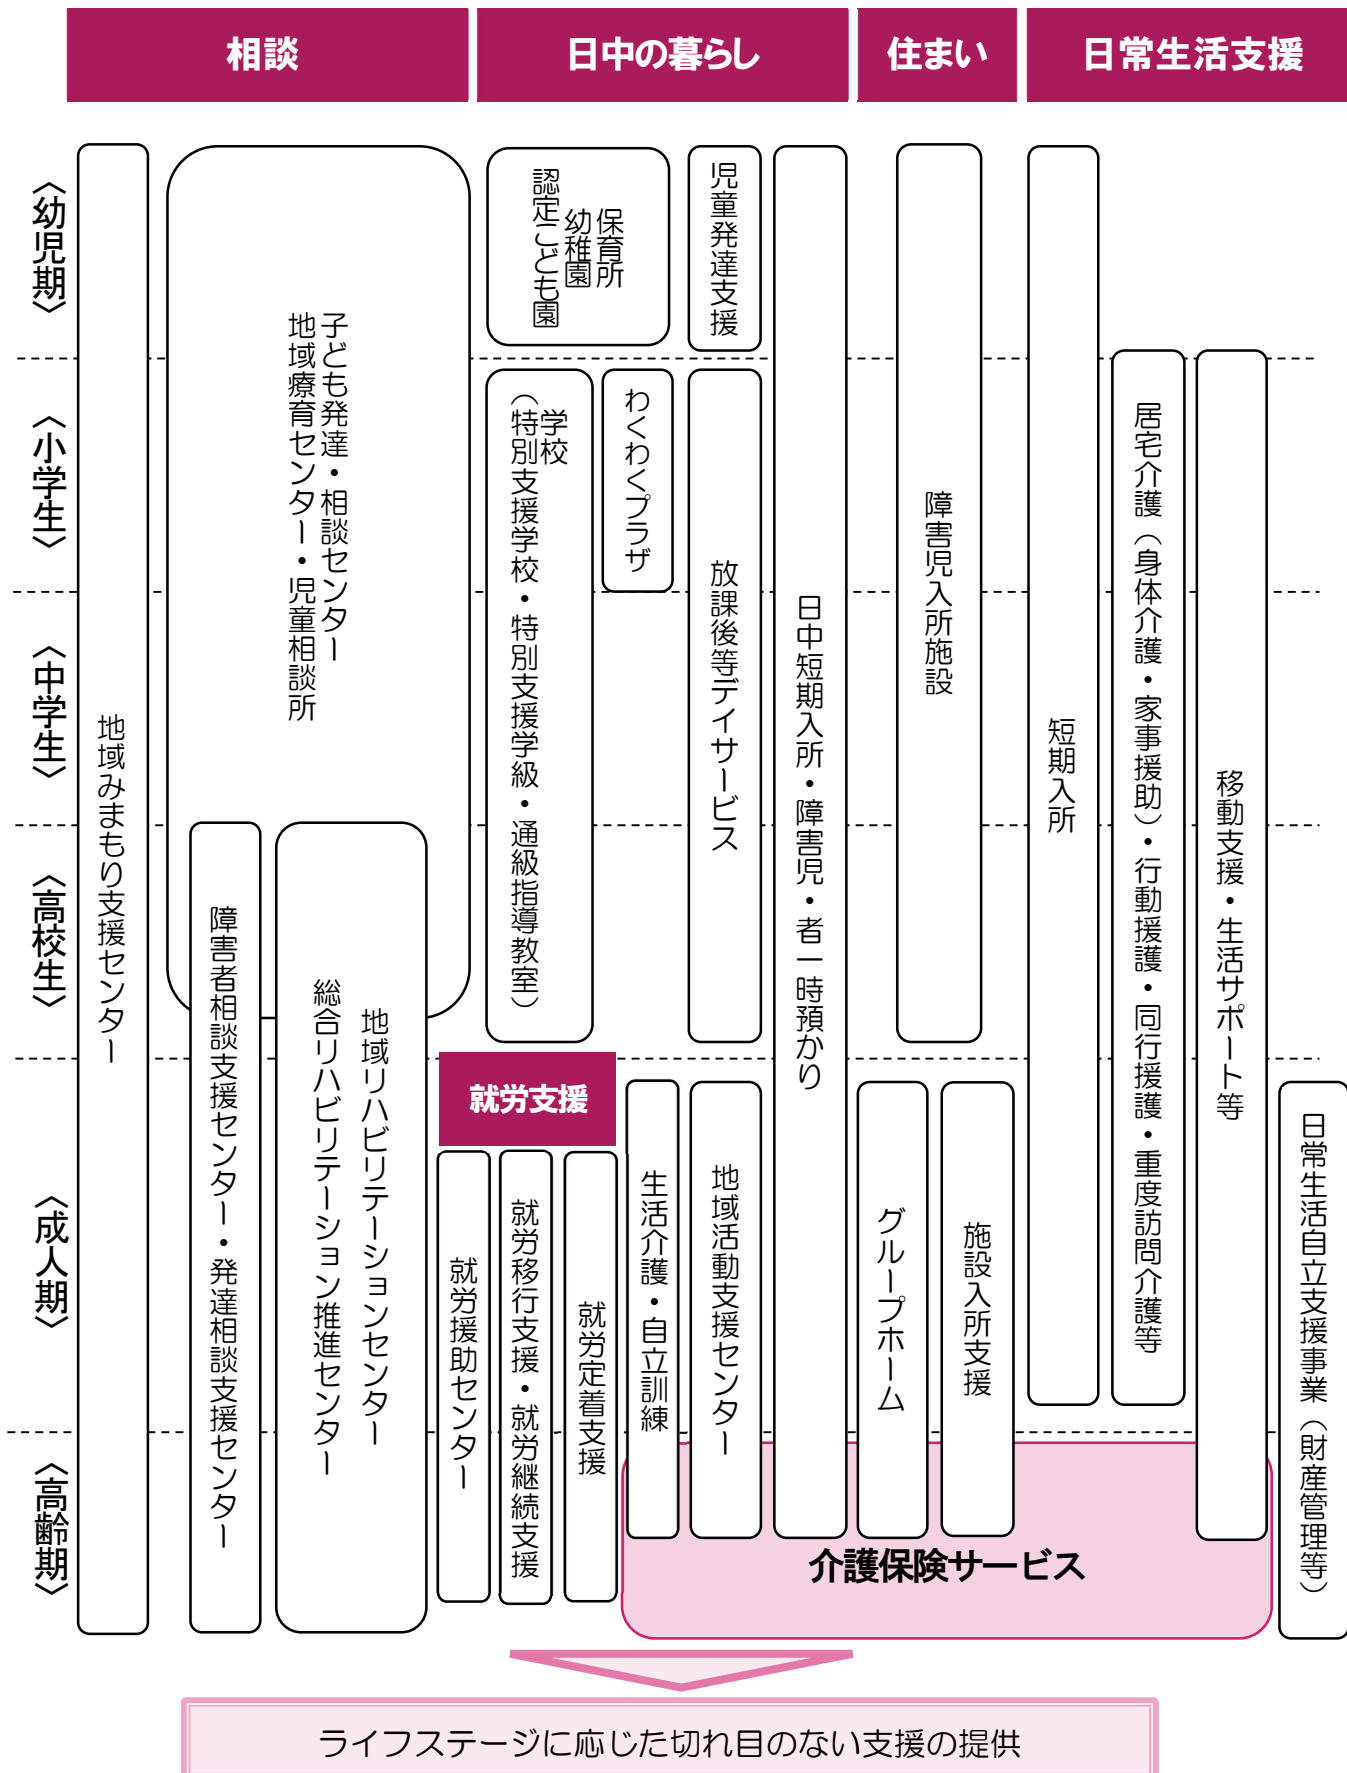 相談
日中の暮らし
住まい
日常生活支援
〈幼児期〉
〈小学生〉
〈中学生〉
〈高校生〉
〈成人期〉
〈高齢期〉
地域みまもり支援センター
子ども発達・相談センター
地域療育センター・児童相談所
障害者相談支援センター・発達相談支援センター
地域リハビリテーションセンター
総合リハビリテーション推進センター
保育所
幼稚園
認定こども園
児童発達支援
学校
（特別支援学校・特別支援学級・通級指導教室）
わくわくプラザ
放課後等デイサービス
日中短期入所・障害児・者一時預かり
就労支援
就労援助センター
就労移行支援・就労継続支援
就労定着支援
生活介護・自立訓練
地域活動支援センター
障害児入所施設
グループホーム
施設入所支援
短期入所
居宅介護（身体介護・家事援助）・行動援護・同行援護・重度訪問介護等
移動支援・生活サポート等
日常生活自立支援事業（財産管理等）
介護保険サービス
ライフステージに応じた切れ目のない支援の提供